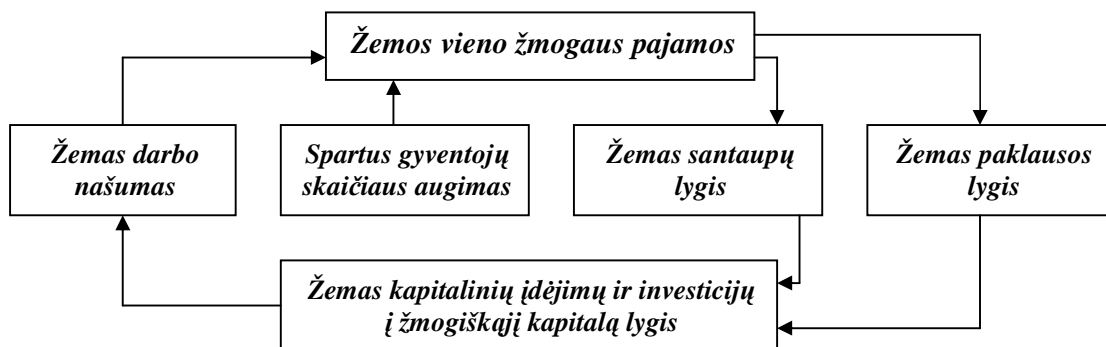 Žemos vieno žmogaus pajamos
Žemas darbo
našumas
Spartus gyventojų
skaičiaus augimas
Žemas santaupų
lygis
Žemas paklausos
lygis
Žemas kapitalinių įdėjimų ir investicijų
į žmogiškąjį kapitalą lygis